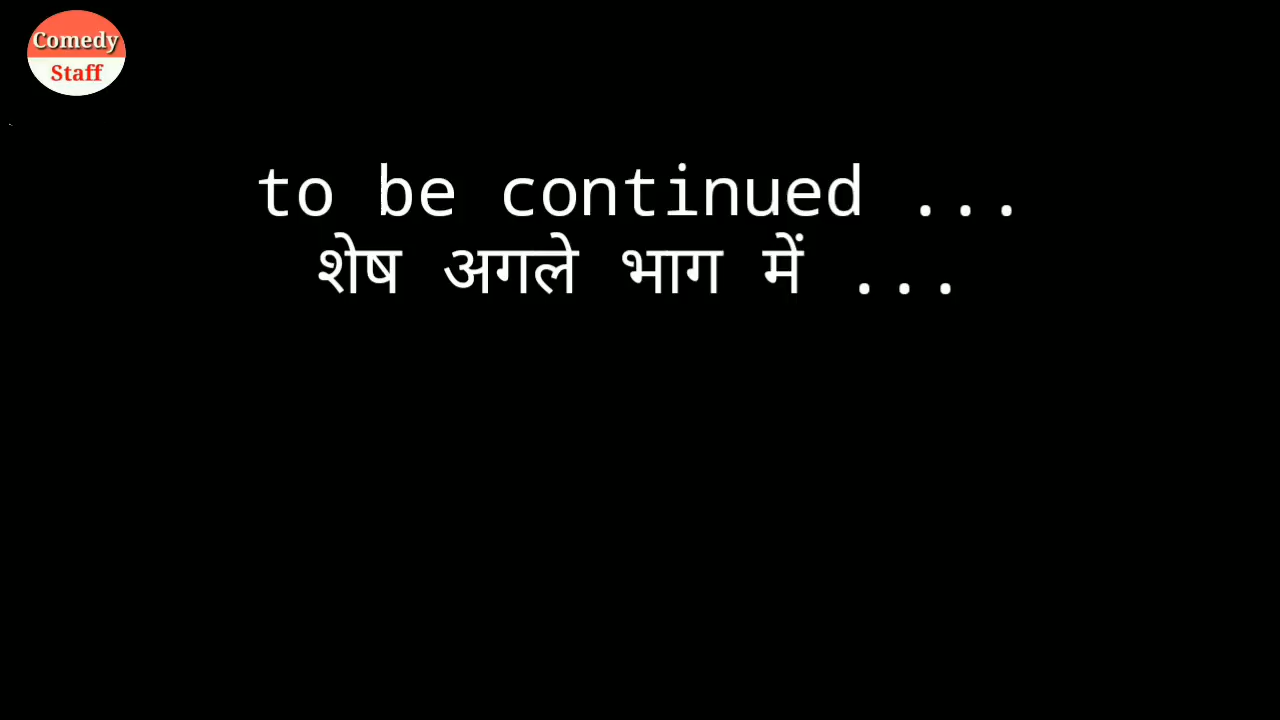 Comedy
Staff
to be continued ...
शेष अगले भाग में ...